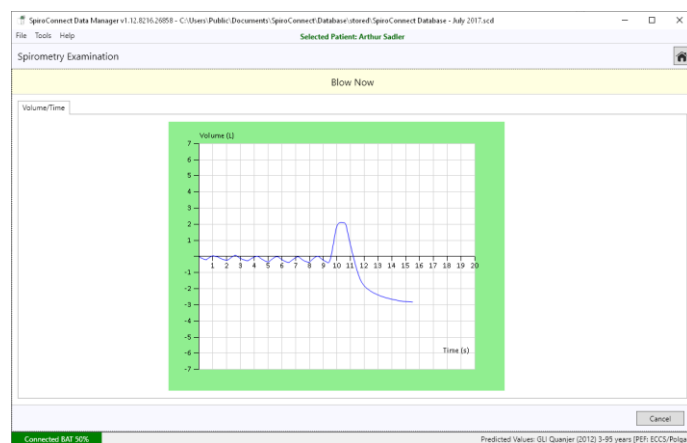 SpiroConnect Data Manager v1.12.8216.26858 - C:\Users\Public\Documents\SpiroConnect\Database\stored\SpiroConnect Database - July 2017.scd
File Tools Help Selected Patient: Arthur Sadler
Spirometry Examination
Blow Now
Volume/Time
Volume (L)
7
6
5
4
3
2
1
1 2 3 4 5 6 7 8 9 10 11 12 13 14 15 16 17 18 19 20
-1
-2
-3
-4
-5
-6
-7
Time (s)
Cancel
Connected BAT 50% Predicted Values: GLI Quanjer (2012) 3-95 years [PEF: ECCS/Polga